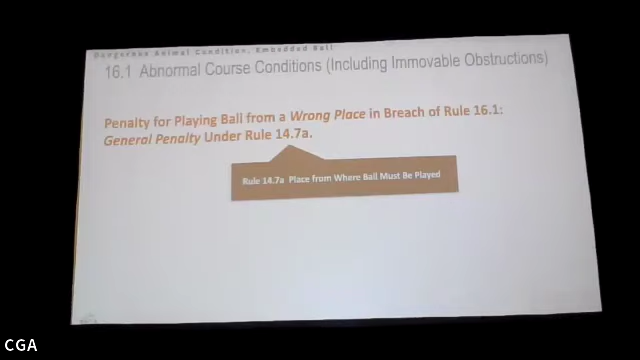 Dangerous Animal Condition, Embedded Ball
16.1 Abnormal Course Conditions (Including Immovable Obstructions)
Penalty for Playing Ball from a Wrong Place in Breach of Rule 16.1:
General Penalty Under Rule 14.7a.
Rule 14.7a Place from Where Ball Must Be Played
CGA